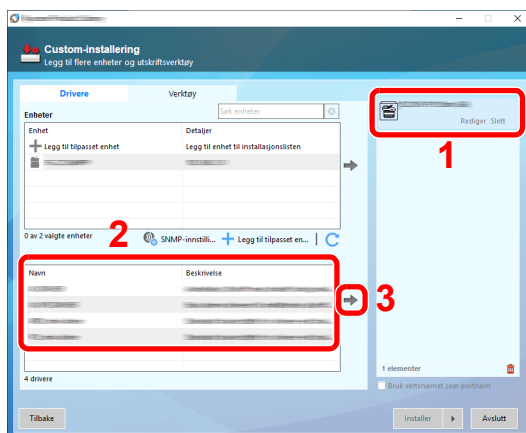 Custom-installering
Legg til flere enheter og utskriftsverktøy
Drivere
Verktøy
Enheter
Søk enheter
Enhet
Detaljer
Legg til tilpasset enhet
Legg til enhet til installasjonslisten
0 av 2 valgte enheter
2
SNMP-innstilli...
Legg til tilpasset en...
Navn
Beskrivelse
3
4 drivere
Rediger Slett
1
1 elementer
Bruk vertsnavnet som portnavn
Tilbake
Installer
Avslutt